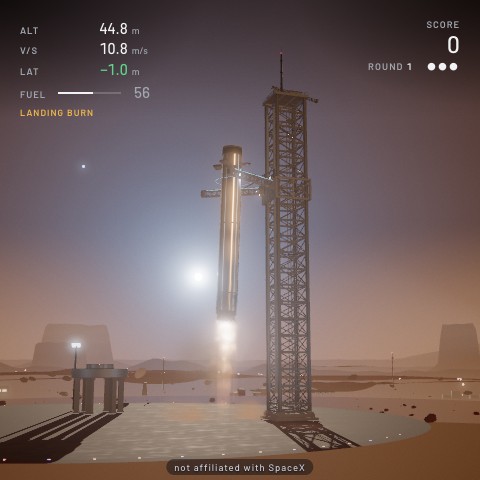 ALT 44.8 m
V/S 10.8 m/s
LAT −1.0 m
FUEL 56
LANDING BURN
SCORE
0
ROUND 1
not affiliated with SpaceX